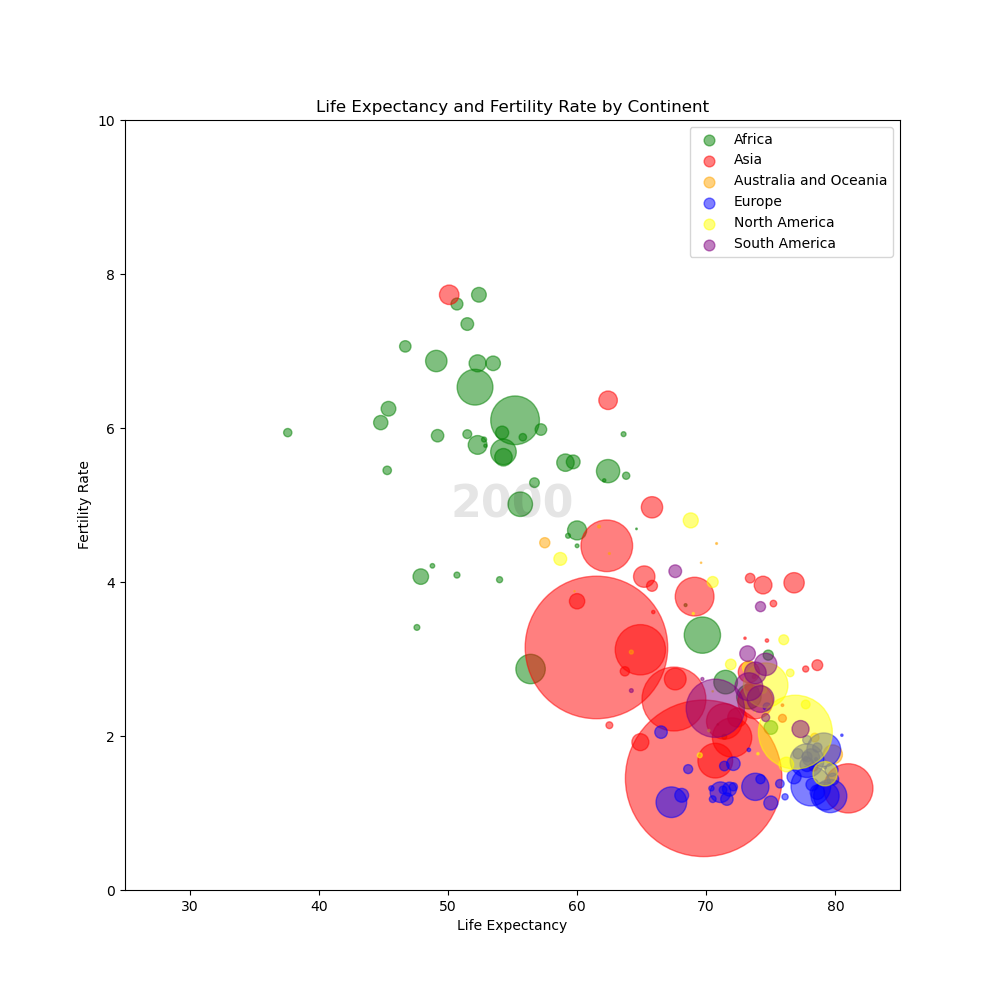 Life Expectancy and Fertility Rate by Continent
10
8
6
4
2
0
Fertility Rate
Africa
Asia
Australia and Oceania
Europe
North America
South America
2000
30 40 50 60 70 80
Life Expectancy